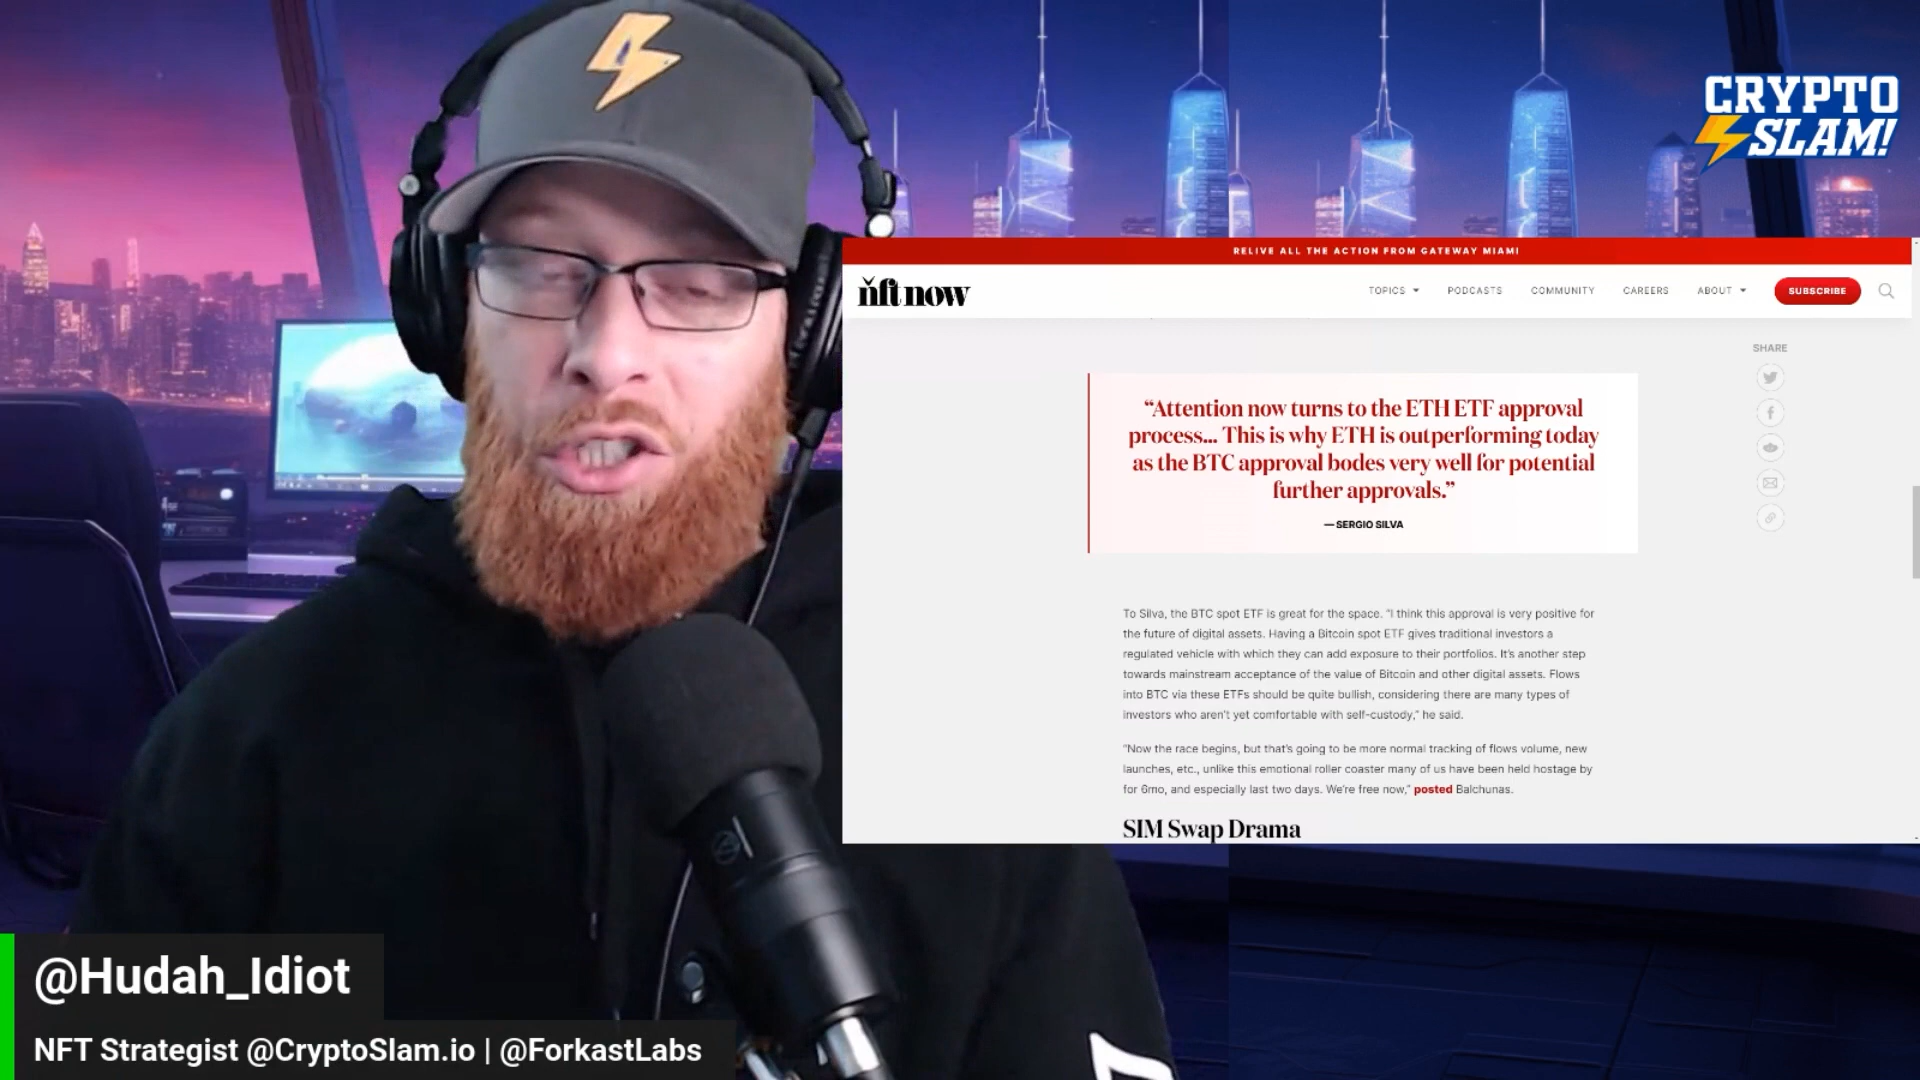 CRYPTO
SLAM!
RELIVE ALL THE ACTION FROM GATEWAY MIAMI
nft now
TOPICS
PODCASTS
COMMUNITY
CAREERS
ABOUT
SUBSCRIBE
SHARE
“Attention now turns to the ETH ETF approval
process... This is why ETH is outperforming today
as the BTC approval bodes very well for potential
further approvals.”
— SERGIO SILVA
To Silva, the BTC spot ETF is great for the space. “I think this approval is very positive for
the future of digital assets. Having a Bitcoin spot ETF gives traditional investors a
regulated vehicle with which they can add exposure to their portfolios. It’s another step
towards mainstream acceptance of the value of Bitcoin and other digital assets. Flows
into BTC via these ETFs should be quite bullish, considering there are many types of
investors who aren’t yet comfortable with self-custody,” he said.
“Now the race begins, but that’s going to be more normal tracking of flows volume, new
launches, etc., unlike this emotional roller coaster many of us have been held hostage by
for 6mo, and especially last two days. We’re free now,” posted Balchunas.
SIM Swap Drama
@Hudah_Idiot
NFT Strategist @CryptoSlam.io | @ForkastLabs